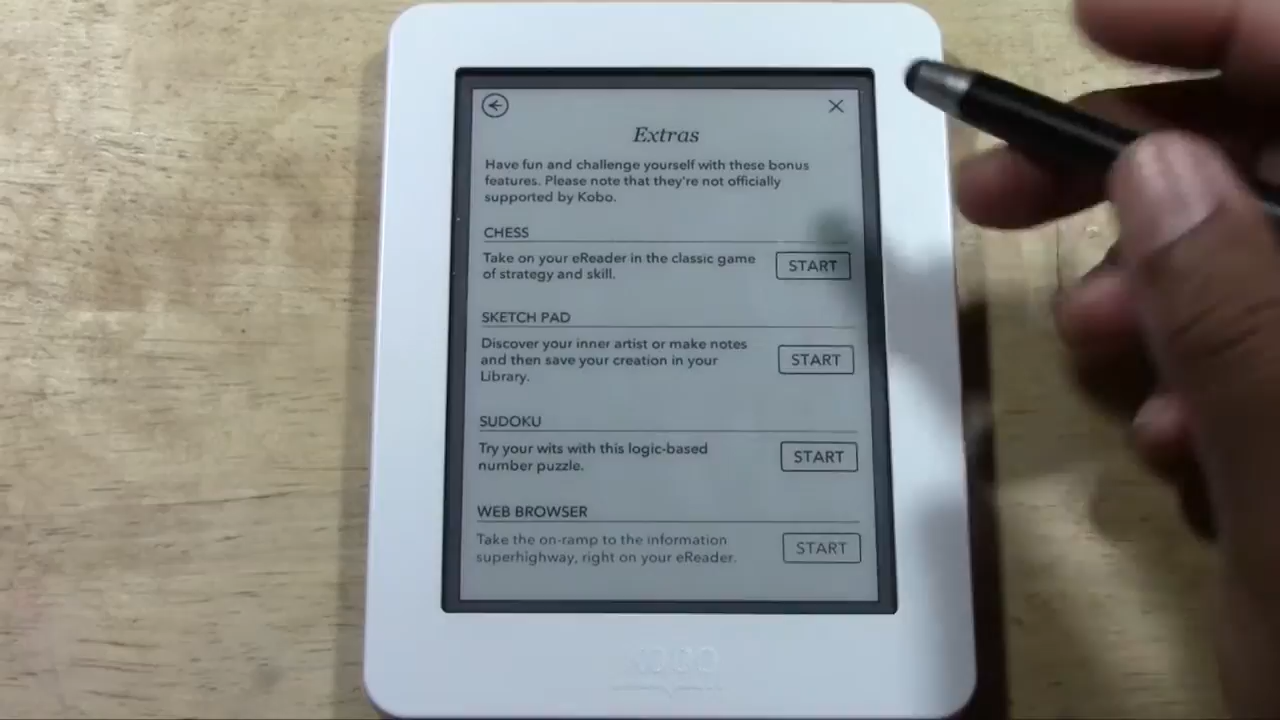 Extras
Have fun and challenge yourself with these bonus
features. Please note that they're not officially
supported by Kobo.
CHESS
Take on your eReader in the classic game
of strategy and skill.
START
SKETCH PAD
Discover your inner artist or make notes
and then save your creation in your
Library.
START
SUDOKU
Try your wits with this logic-based
number puzzle.
START
WEB BROWSER
Take the on-ramp to the information
superhighway, right on your eReader.
START
kobo